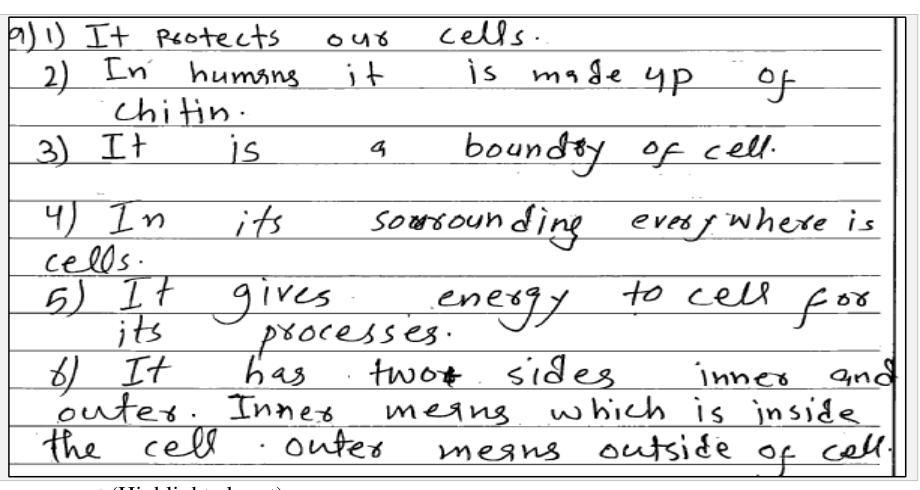 a) 1) It Protects our cells.
2) In humans it is made up of
chitin.
3) It is a boundry of cell.
4) In its sorrounding everywhere is
cells.
5) It gives energy to cell for
its processes.
6) It has two sides inner and
outer. Inner means which is inside
the cell. outer means outside of cell.